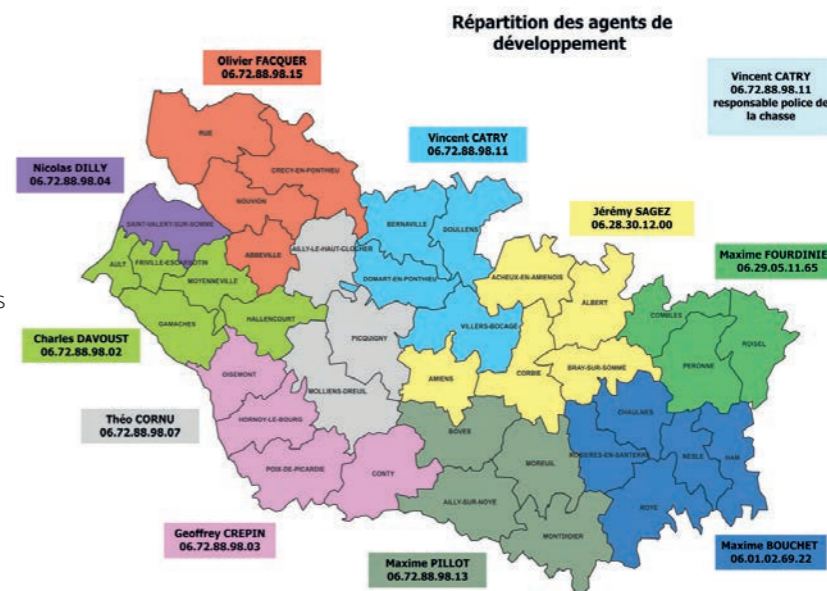 Répartition des agents de
développement
Olivier FACQUER
06.72.88.98.15
Vincent CATRY
06.72.88.98.11
responsable police de
la chasse
Vincent CATRY
06.72.88.98.11
Nicolas DILLY
06.72.88.98.04
Jérémy SAGEZ
06.28.30.12.00
Maxime FOURDINIE
06.29.05.11.65
RUE
CRECY-EN-PONTHIEU
NOUVION
SAINT-VALERY-SUR-SOMME
ABBEVILLE
AILLY-LE-HAUT-CLOCHER
BERNAVILLE
DOULLENS
AULT
FRIVILLE-ESCARBOTIN
MOYENNEVILLE
DOMART-EN-PONTHIEU
ACHEUX-EN-AMIENOIS
ALBERT
COMBLES
ROISEL
s
GAMACHES
HALLENCOURT
PICQUIGNY
VILLERS-BOCAGE
PERONNE
Charles DAVOUST
06.72.88.98.02
OISEMONT
MOLLIENS-DREUIL
AMIENS
CORBIE
BRAY-SUR-SOMME
Théo CORNU
06.72.88.98.07
HORNOY-LE-BOURG
BOVES
CHAULNES
ROSIERES-EN-SANTERRE
NESLE
HAM
POIX-DE-PICARDIE
CONTY
MOREUIL
AILLY-SUR-NOYE
ROYE
MONTDIDIER
Geoffrey CREPIN
06.72.88.98.03
Maxime PILLOT
06.72.88.98.13
Maxime BOUCHET
06.01.02.69.22